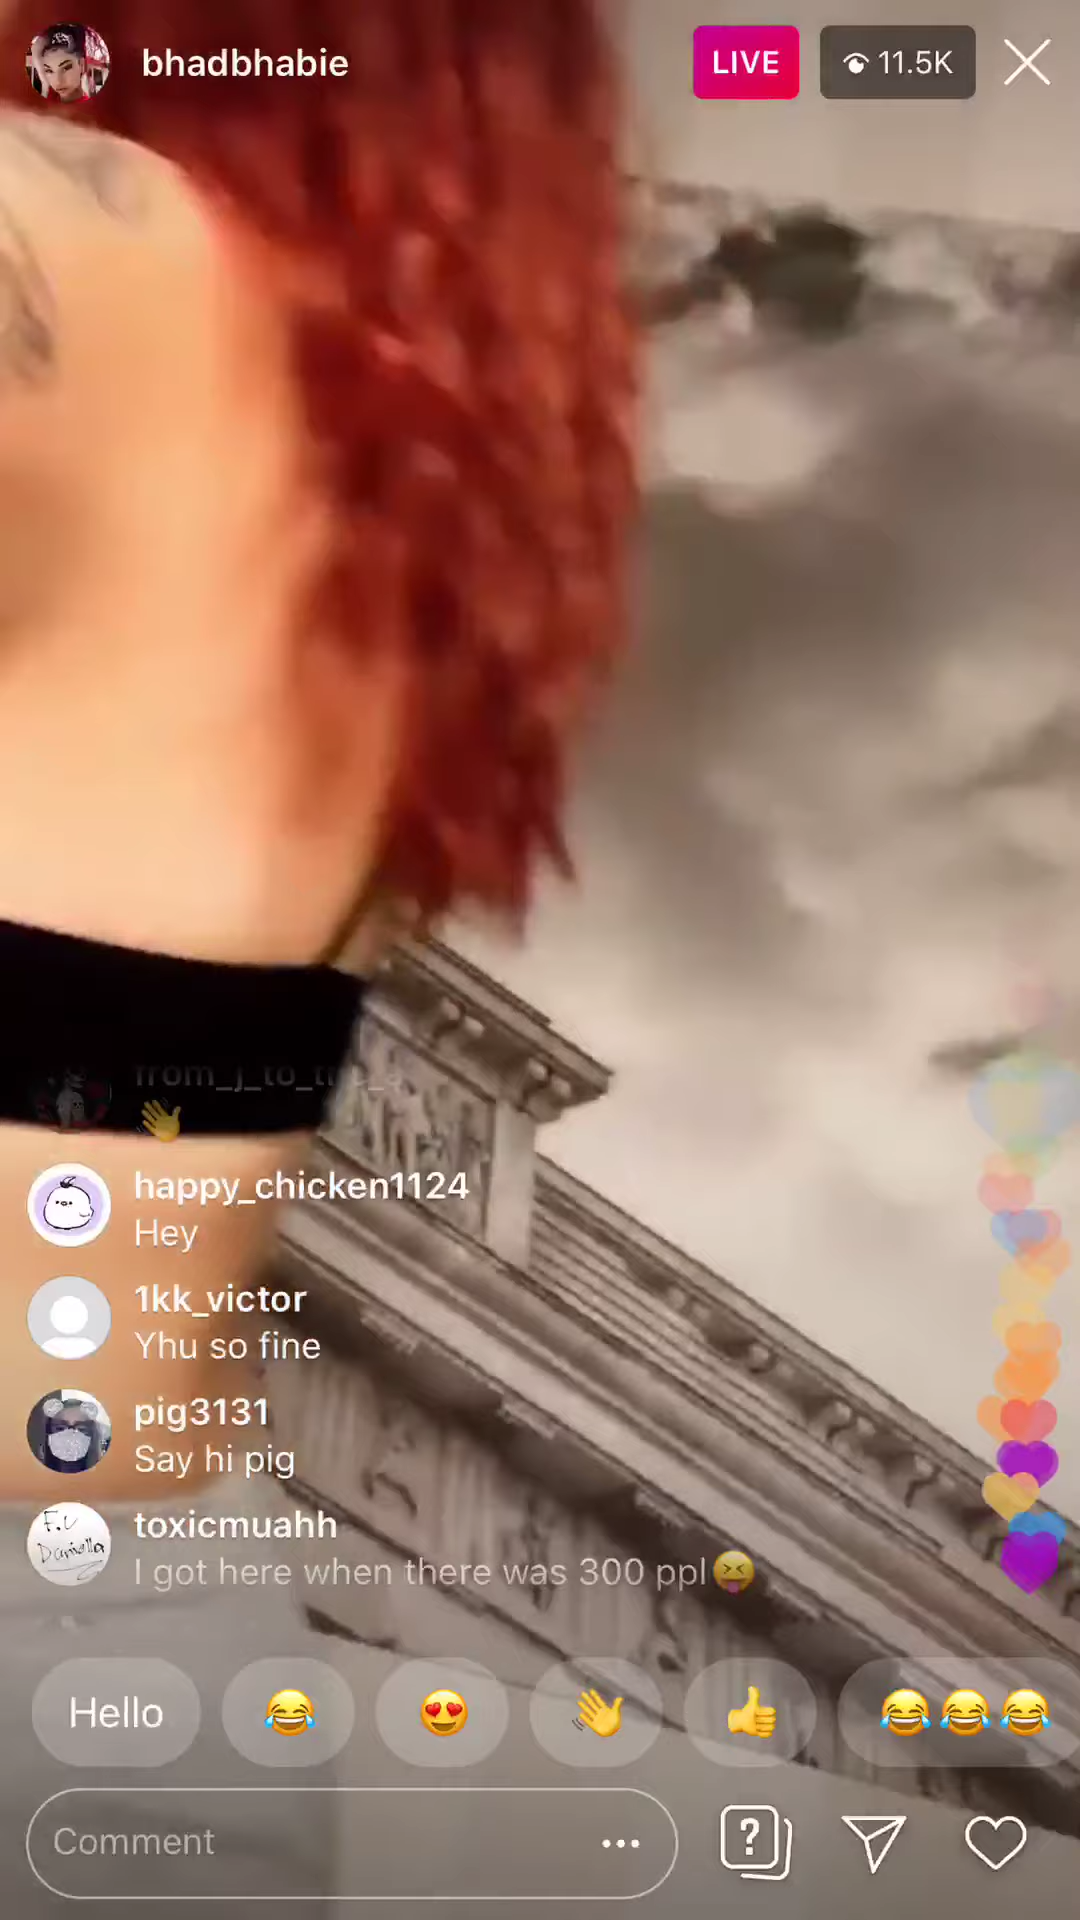 bhadbhabie
LIVE
11.5K
happy_chicken1124
Hey
1kk_victor
Yhu so fine
pig3131
Say hi pig
F.U
Daniella
toxicmuahh
I got here when there was 300 ppl😝
Hello
Comment